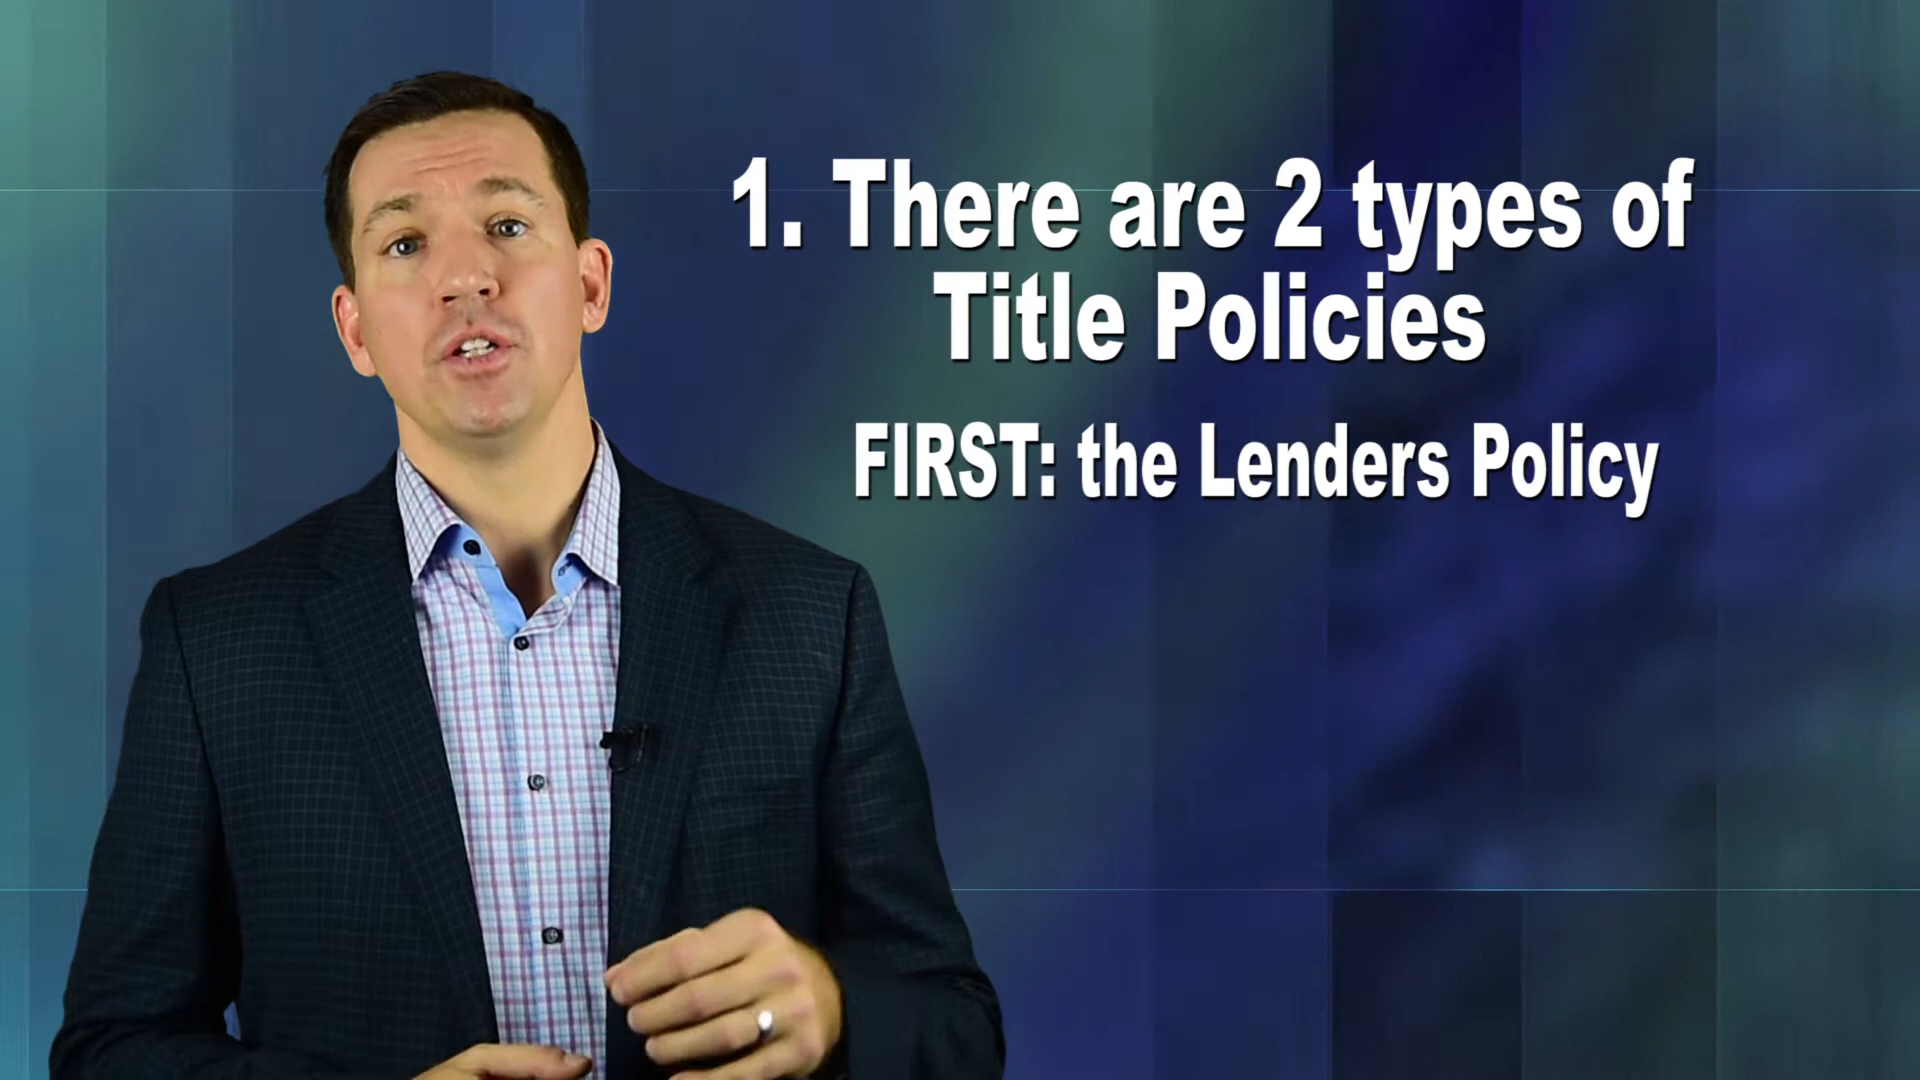 1. There are 2 types of
Title Policies
FIRST: the Lenders Policy